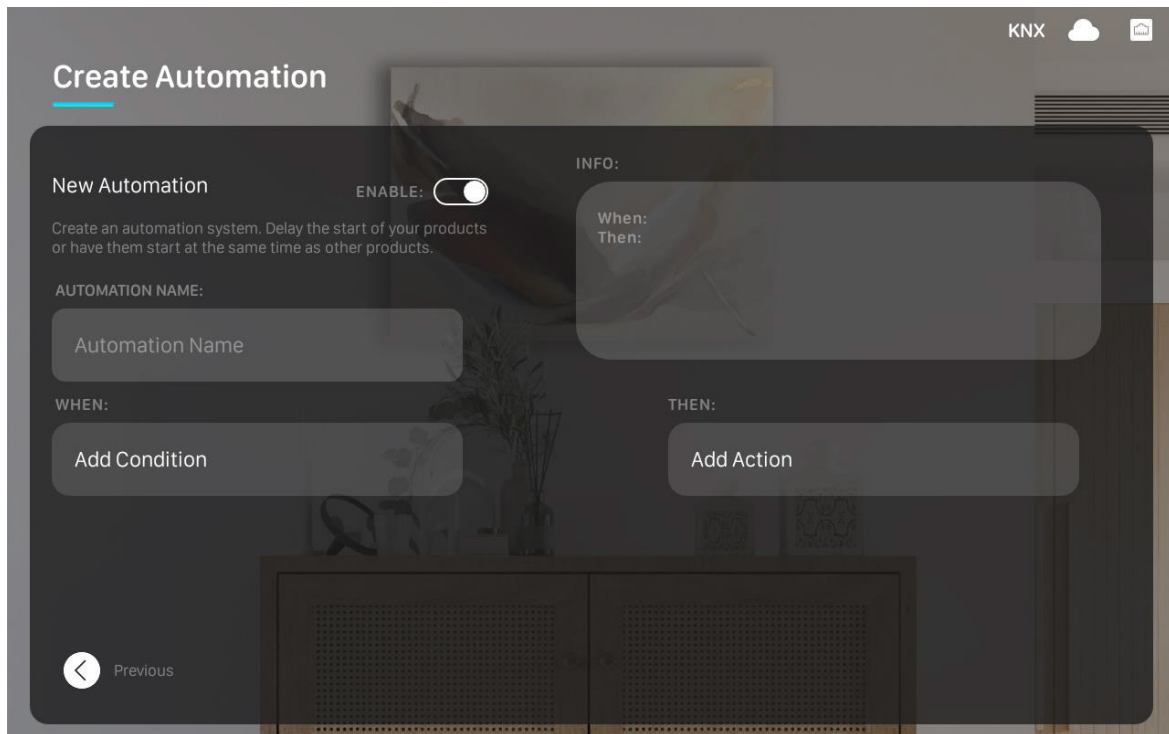 KNX
Create Automation
New Automation
ENABLE:
Create an automation system. Delay the start of your products
or have them start at the same time as other products.
AUTOMATION NAME:
Automation Name
INFO:
When:
Then:
WHEN:
Add Condition
THEN:
Add Action
Previous